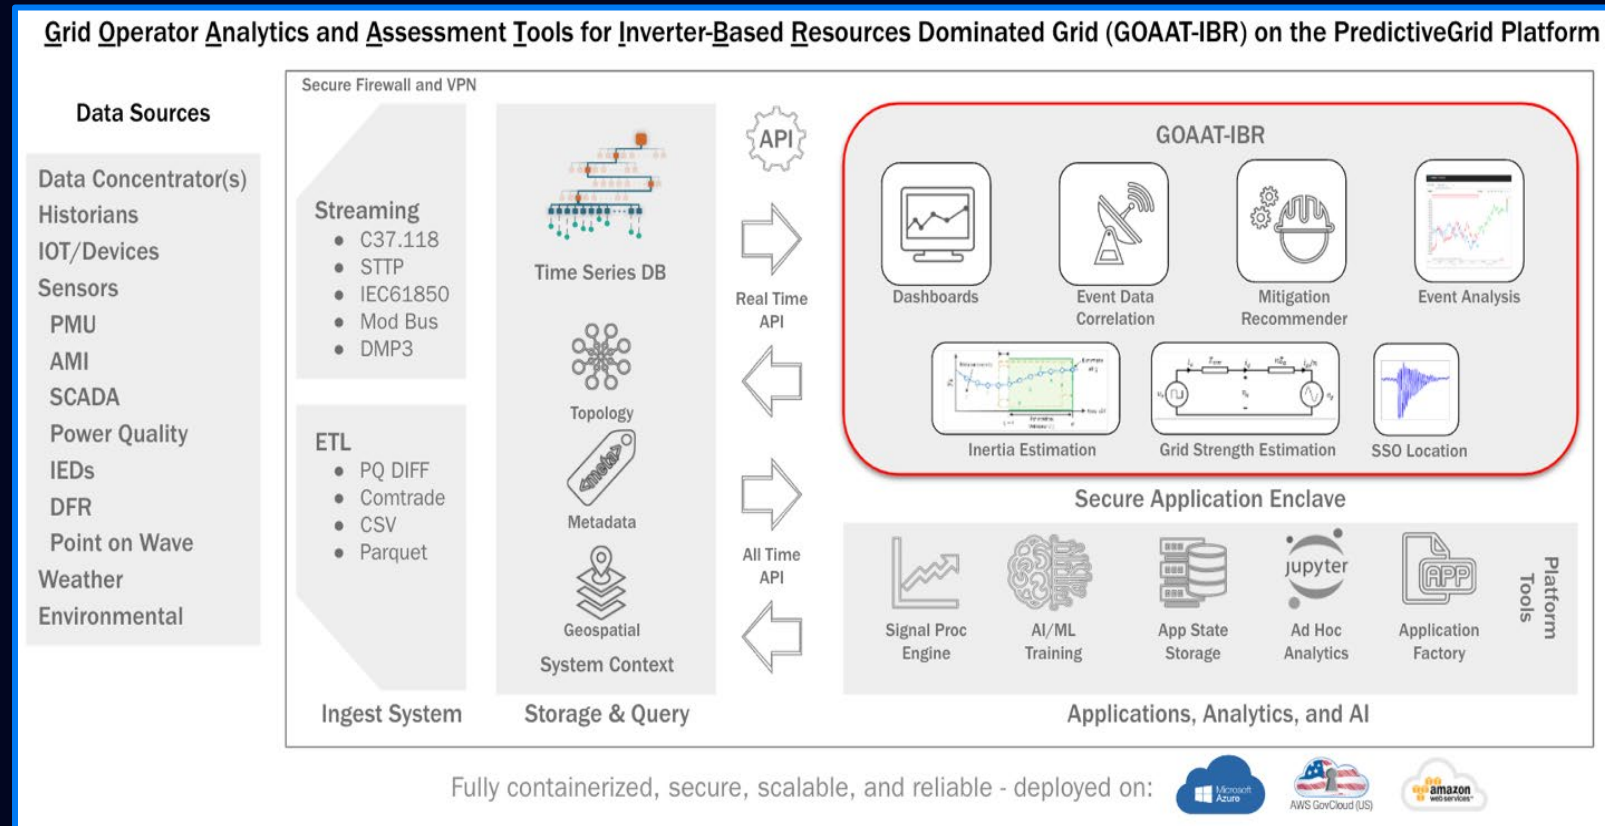 Grid Operator Analytics and Assessment Tools for Inverter-Based Resources Dominated Grid (GOAAT-IBR) on the PredictiveGrid Platform
Data Sources
Data Concentrator(s)
Historians
IOT/Devices
Sensors
PMU
AMI
SCADA
Power Quality
IEDs
DFR
Point on Wave
Weather
Environmental
Secure Firewall and VPN
Streaming
• C37.118
• STTP
• IEC61850
• Mod Bus
• DMP3
ETL
• PQ DIFF
• Comtrade
• CSV
• Parquet
Ingest System
Time Series DB
Topology
<meta>
Metadata
Geospatial
System Context
Storage & Query
API
Real Time
API
All Time
API
GOAAT-IBR
Dashboards
Event Data
Correlation
Mitigation
Recommender
Event Analysis
Inertia Estimation
Grid Strength Estimation
SSO Location
Secure Application Enclave
Signal Proc
Engine
AI/ML
Training
App State
Storage
jupyter
Ad Hoc
Analytics
APP
Application
Factory
Platform
Tools
Applications, Analytics, and AI
Fully containerized, secure, scalable, and reliable - deployed on:
Microsoft
Azure
AWS GovCloud (US)
amazon
webservices